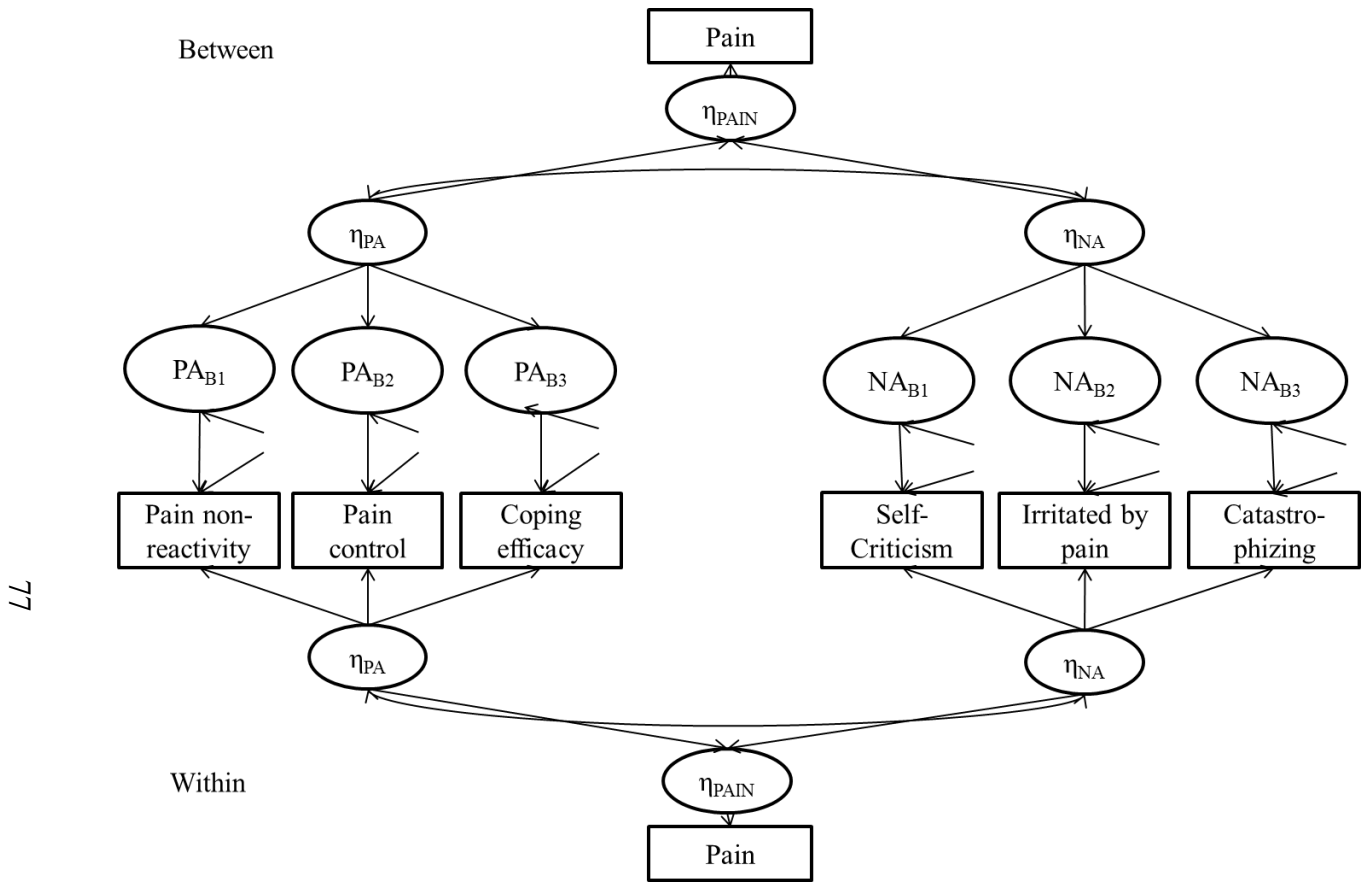 Between
Pain
ηPAIN
ηPA
ηNA
PAB1
PAB2
PAB3
NAB1
NAB2
NAB3
Pain non-
reactivity
Pain
control
Coping
efficacy
Self-
Criticism
Irritated by
pain
Catastro-
phizing
77
ηPA
ηNA
Within
ηPAIN
Pain